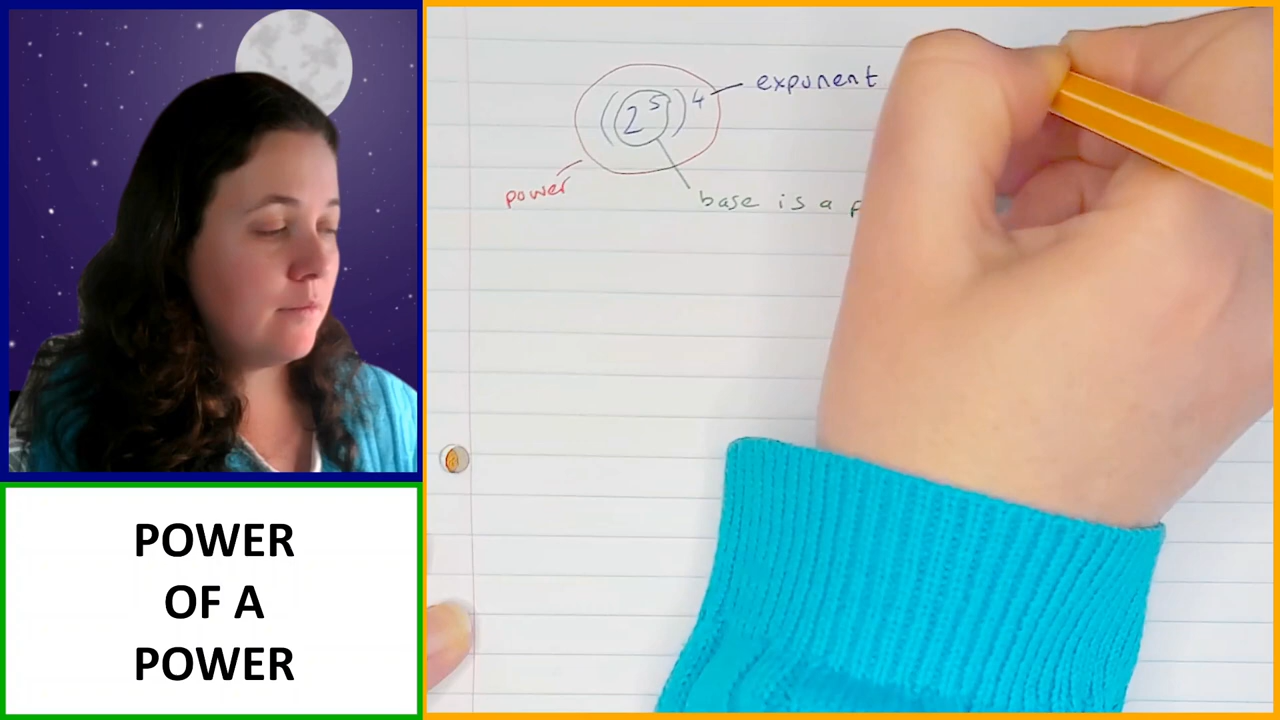 POWER
OF A
POWER
(2⁵)⁴
exponent
power
base is a